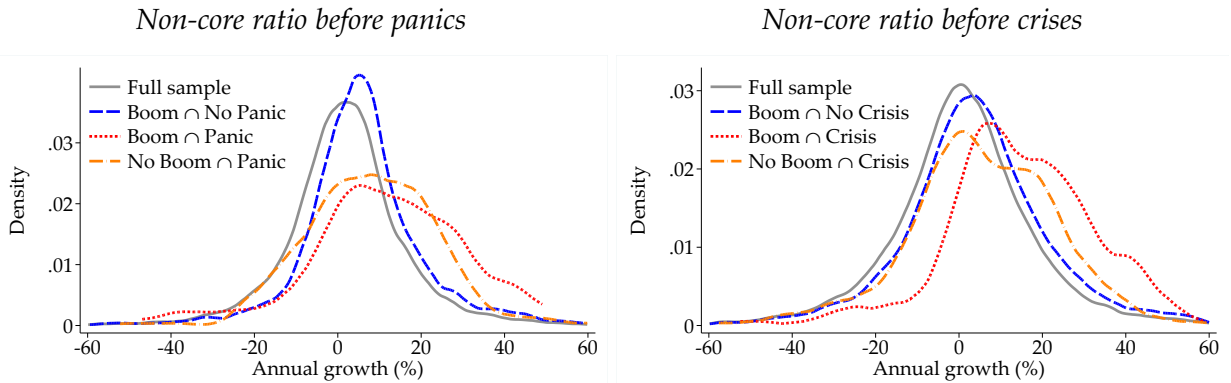 Non-core ratio before panics
Full sample
Boom ∩ No Panic
Boom ∩ Panic
No Boom ∩ Panic
Density
.03
.02
.01
0
-60 -40 -20 0 20 40 60
Annual growth (%)
Non-core ratio before crises
Full sample
Boom ∩ No Crisis
Boom ∩ Crisis
No Boom ∩ Crisis
Density
.03
.02
.01
0
-60 -40 -20 0 20 40 60
Annual growth (%)